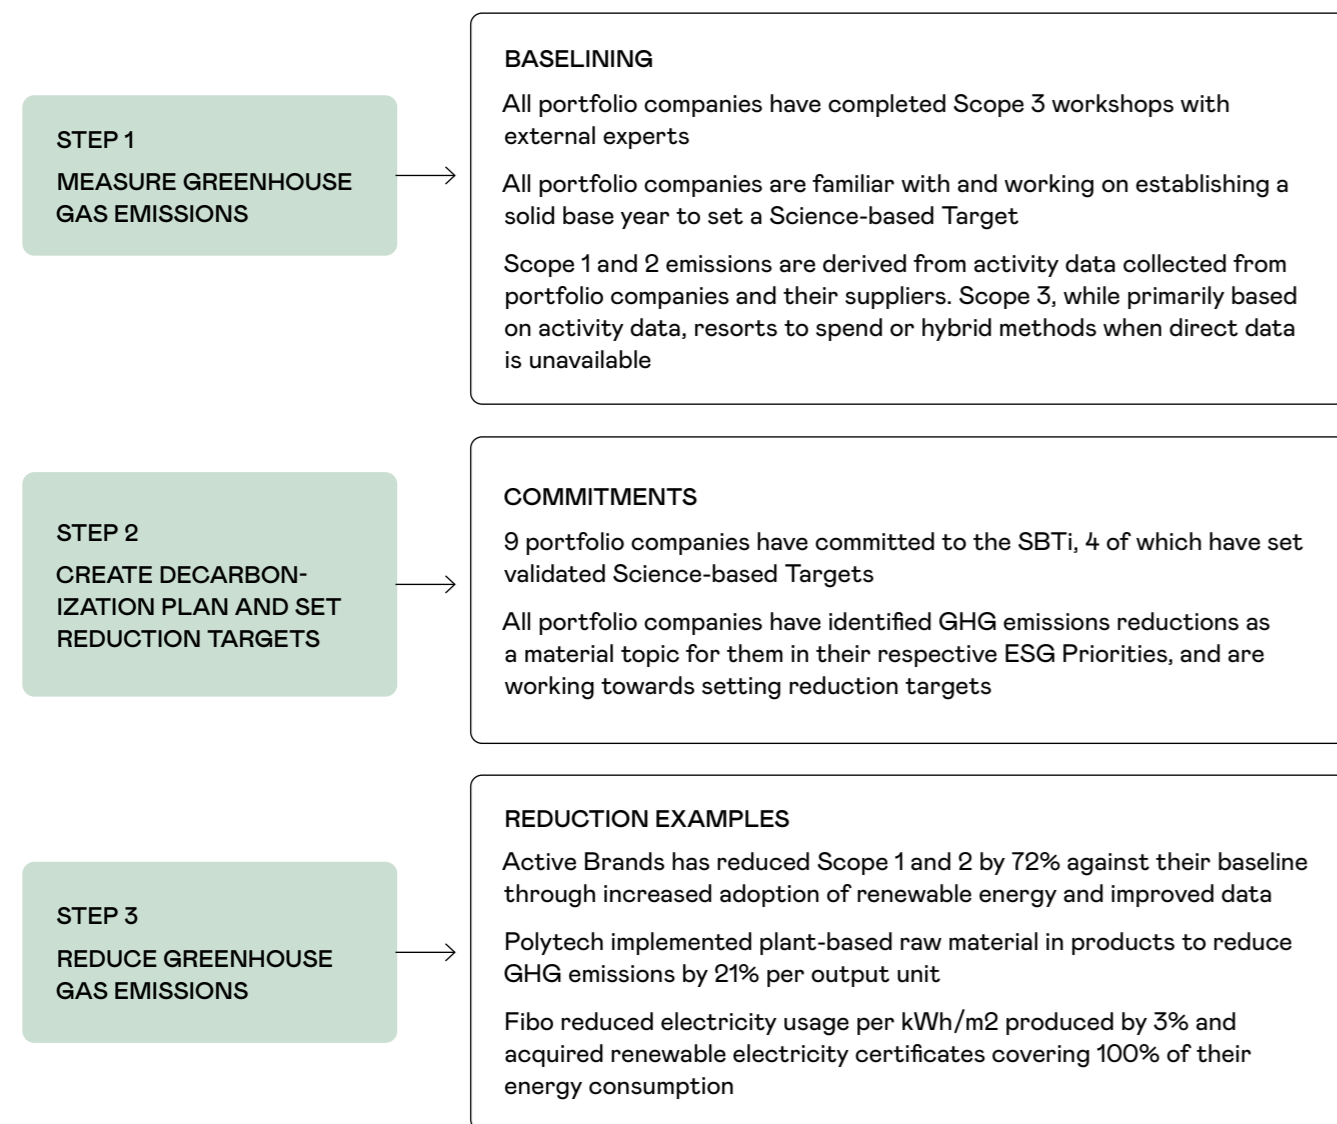 STEP 1
MEASURE GREENHOUSE
GAS EMISSIONS
BASELINING
All portfolio companies have completed Scope 3 workshops with
external experts
All portfolio companies are familiar with and working on establishing a
solid base year to set a Science-based Target
Scope 1 and 2 emissions are derived from activity data collected from
portfolio companies and their suppliers. Scope 3, while primarily based
on activity data, resorts to spend or hybrid methods when direct data
is unavailable
STEP 2
CREATE DECARBON-
IZATION PLAN AND SET
REDUCTION TARGETS
COMMITMENTS
9 portfolio companies have committed to the SBTi, 4 of which have set
validated Science-based Targets
All portfolio companies have identified GHG emissions reductions as
a material topic for them in their respective ESG Priorities, and are
working towards setting reduction targets
STEP 3
REDUCE GREENHOUSE
GAS EMISSIONS
REDUCTION EXAMPLES
Active Brands has reduced Scope 1 and 2 by 72% against their baseline
through increased adoption of renewable energy and improved data
Polytech implemented plant-based raw material in products to reduce
GHG emissions by 21% per output unit
Fibo reduced electricity usage per kWh/m2 produced by 3% and
acquired renewable electricity certificates covering 100% of their
energy consumption